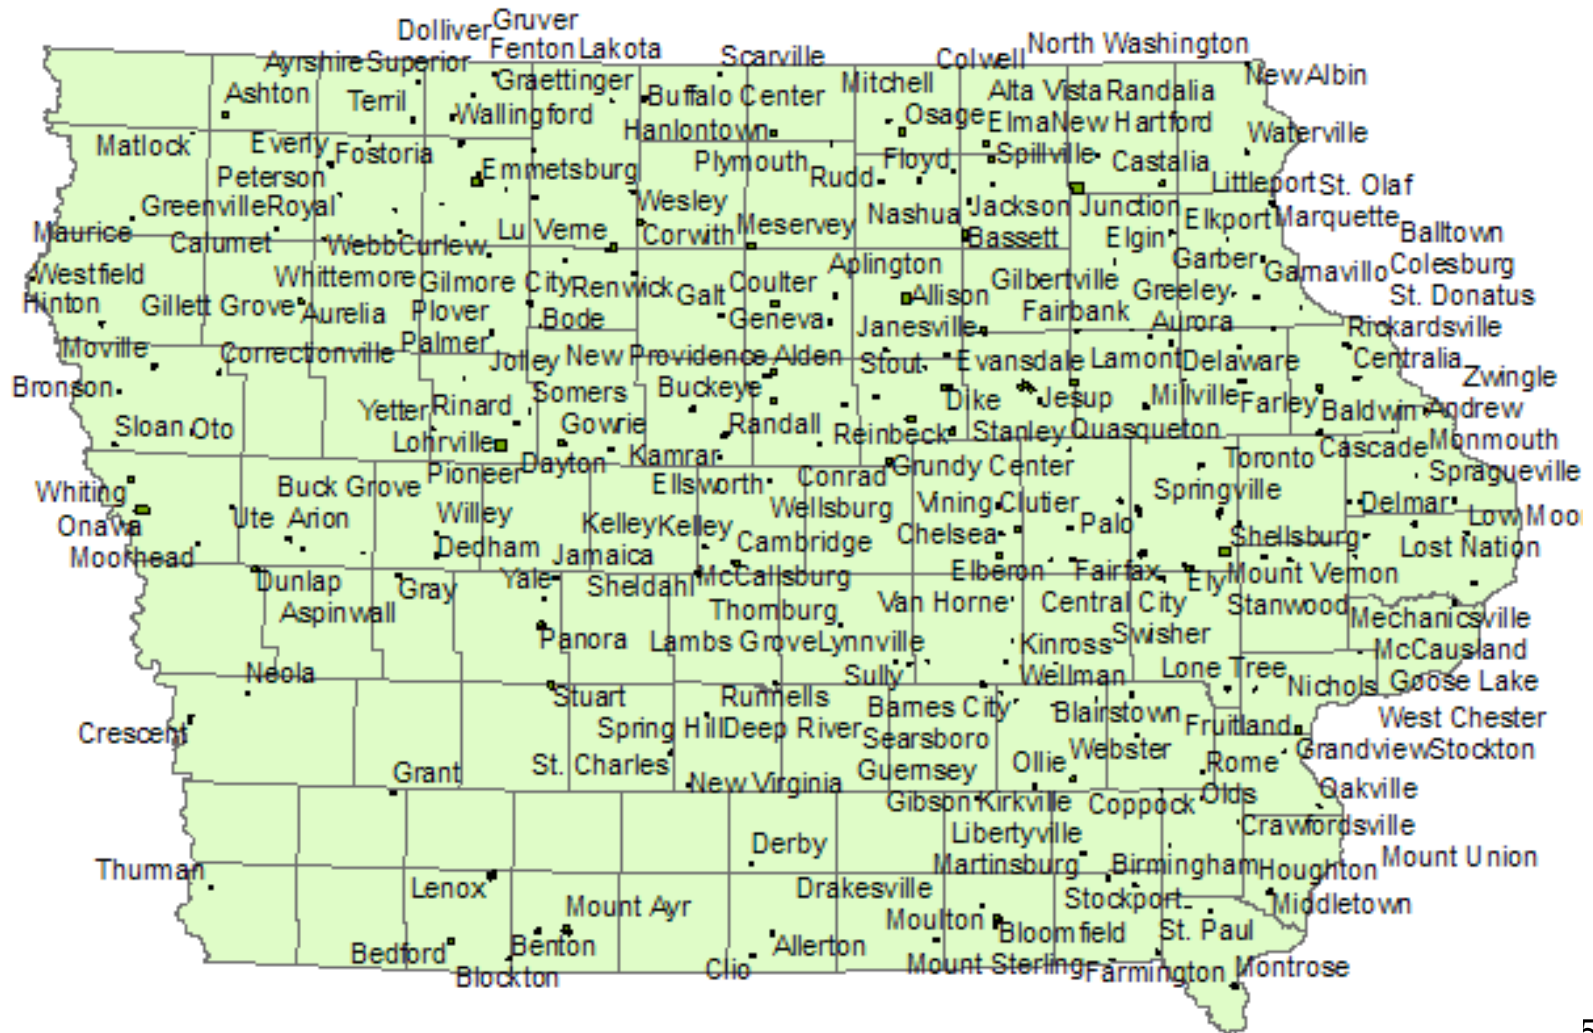 Dolliver Gruver
Fenton Lakota
North Washington
Ayrshire Superior
Scarville
Colwell
New Albin
Ashton
Terril
Graettinger
Buffalo Center
Mitchell
Alta Vista Randalia
Wallingford
Hanlontown
Osage
Elma New Hartford
Waterville
Matlock
Everly
Fostoria
Emmetsburg
Plymouth
Rudd
Floyd
Spillville
Castalia
Peterson
Littleport St. Olaf
Greenville Royal
Wesley
Nashua
Jackson Junction
Elkport
Marquette
Maurice
Calumet
Webb Curlew
Lu Verne
Corwith
Meservey
Bassett
Elgin
Balltown
Westfield
Whittemore
Gilmore City
Renwick
Aplington
Gilbertville
Garber
Garnavillo
Colesburg
Hinton
Gillett Grove
Aurelia
Plover
Bode
Galt
Coulter
Geneva
Allison
Fairbank
Greeley
St. Donatus
Moville
Correctionville
Palmer
Janesville
Aurora
Rickardsville
Jolley
New Providence
Alden
Stout
Evansdale
Lamont
Delaware
Centralia
Bronson
Yetter
Rinard
Somers
Buckeye
Dike
Jesup
Millville
Farley
Baldwin
Andrew
Zwingle
Sloan
Oto
Lohrville
Gowrie
Randall
Reinbeck
Stanley
Quasqueton
Cascade
Monmouth
Pioneer
Dayton
Kamrar
Conrad
Grundy Center
Toronto
Spragueville
Whiting
Buck Grove
Ellsworth
Wellsburg
Vining
Clutier
Springville
Delmar
Onawa
Ute
Arion
Willey
Kelley
Kelley
Cambridge
Chelsea
Palo
Shellsburg
Low Moo
Moorhead
Dedham
Jamaica
Lost Nation
Dunlap
Gray
Yale
Sheldahl
McCallsburg
Elberon
Fairfax
Ely
Mount Vernon
Aspinwall
Thornburg
Van Horne
Central City
Stanwood
Mechanicsville
Panora
Lambs Grove
Lynnville
Kinross
Swisher
McCausland
Neola
Stuart
Runnells
Sully
Wellman
Lone Tree
Nichols
Goose Lake
Crescent
Spring Hill
Deep River
Barnes City
Blairstown
Fruitland
West Chester
Searsboro
Webster
Grandview
Stockton
Grant
St. Charles
New Virginia
Guernsey
Ollie
Rome
Oakville
Gibson
Kirkville
Coppock
Olds
Derby
Libertyville
Crawfordsville
Thurman
Lenox
Martinsburg
Birmingham
Houghton
Mount Union
Mount Ayr
Drakesville
Stockport
Middletown
Moulton
Bedford
Benton
Allerton
Bloomfield
St. Paul
Blockton
Clio
Mount Sterling
Farmington
Montrose